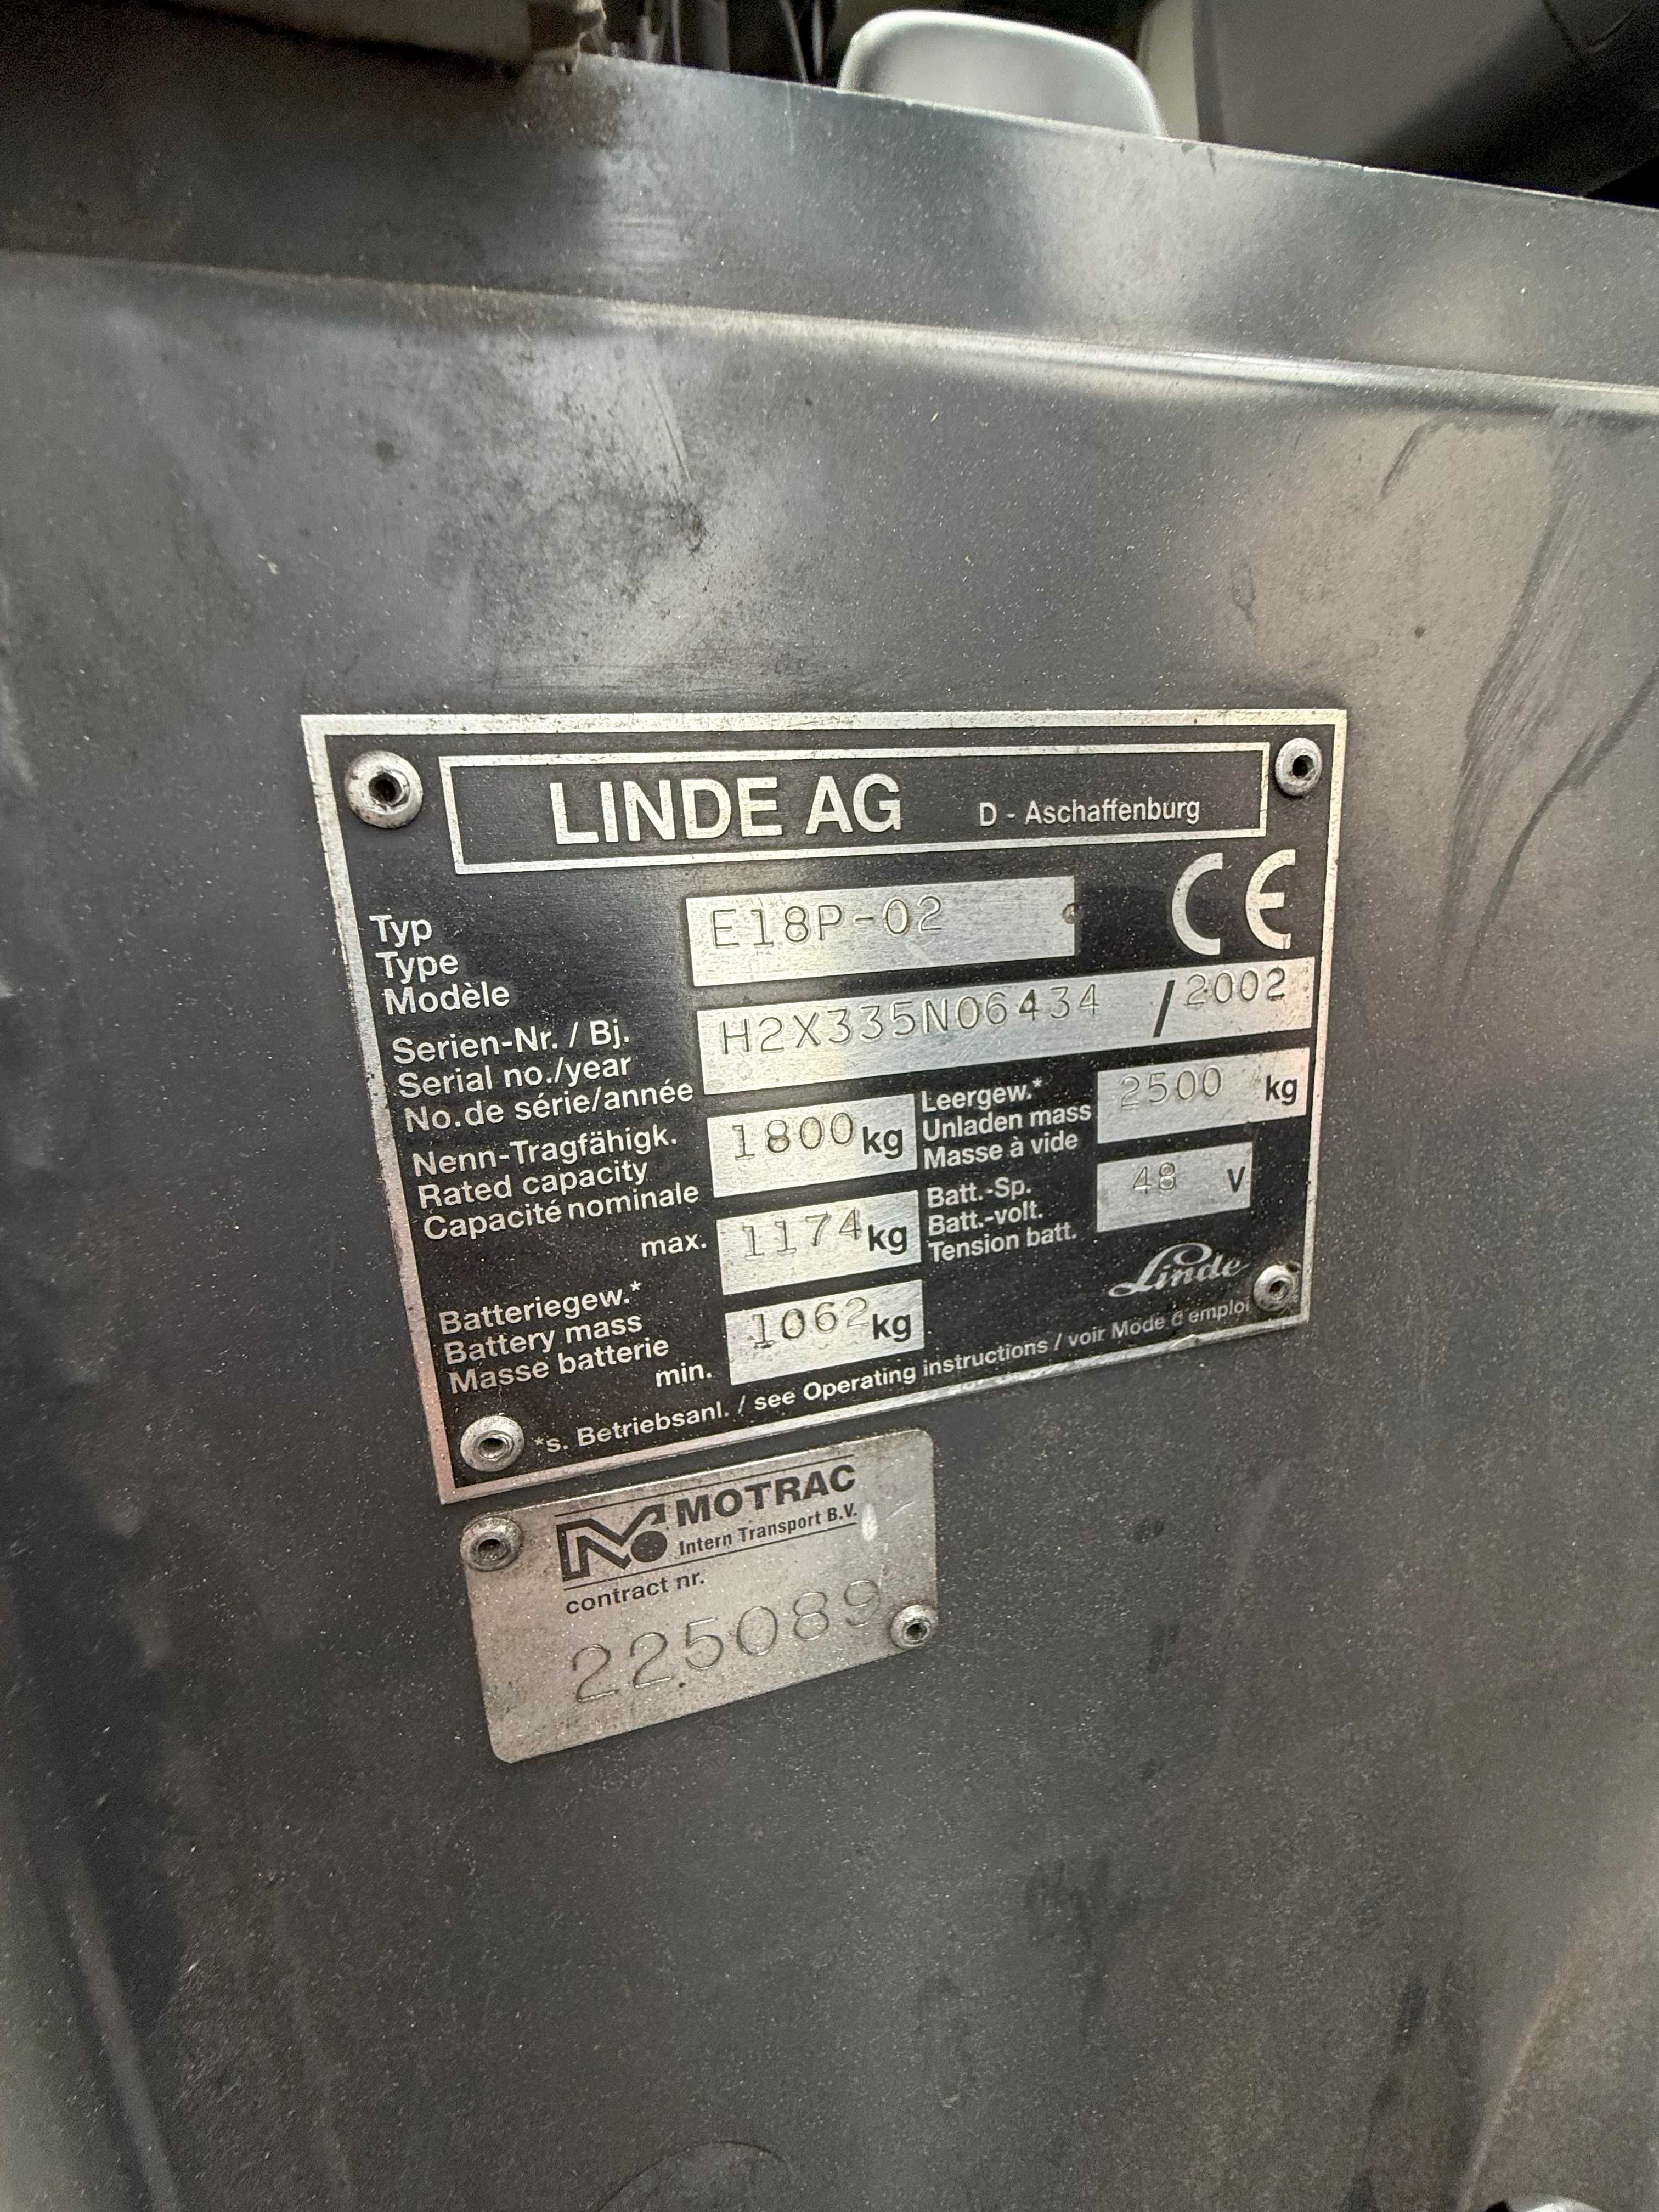 LINDE AG D - Aschaffenburg
CE
Typ
Type
Modèle
E18P-02
Serien-Nr. / Bj.
Serial no./year
No.de série/année
H2X335N06434 / 2002
Nenn-Tragfähigk.
Rated capacity
Capacité nominale
1800 kg
Leergew.*
Unladen mass
Masse à vide
2500 kg
Batteriegew.*
Battery mass
Masse batterie
max. 1174 kg
min. 1062 kg
Batt.-Sp.
Batt.-volt.
Tension batt.
48 V
Linde
*s. Betriebsanl. / see Operating instructions / voir Mode d'emploi
MOTRAC
Intern Transport B.V.
contract nr.
225089